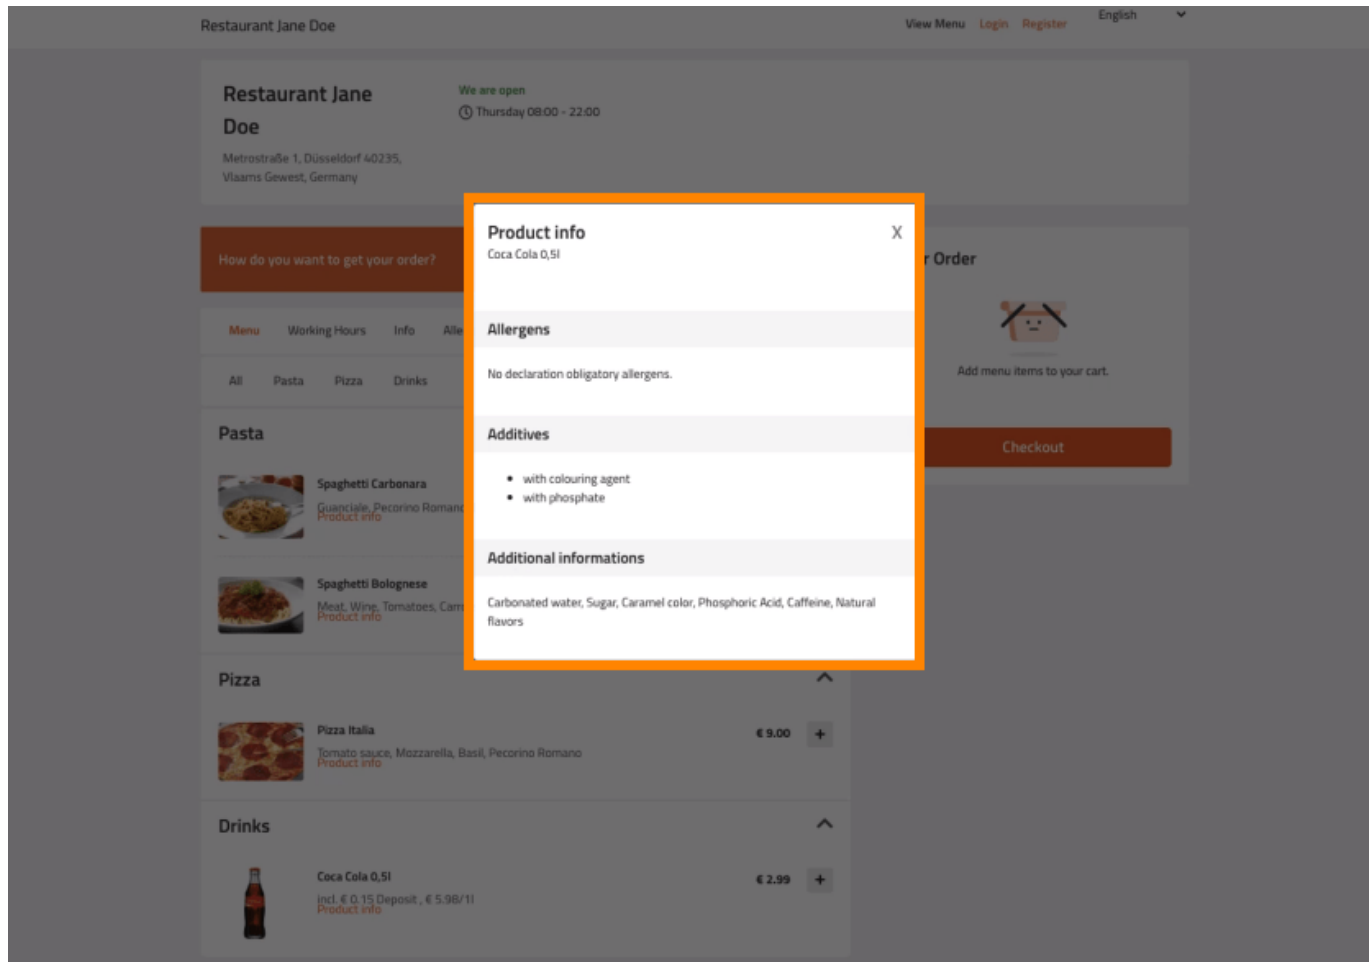 Restaurant Jane Doe
View Menu Login Register English
Restaurant Jane
Doe
Metrostraße 1, Düsseldorf 40235,
Vlaams Gewest, Germany
We are open
Thursday 08:00 - 22:00
How do you want to get your order?
Menu Working Hours Info
All Pasta Pizza Drinks
Pasta
Spaghetti Carbonara
Guanciale, Pecorino
Product info
Spaghetti Bolognese
Meat, Wine, Tomatoes,
Product info
Pizza
Pizza Italia
€ 9.00 +
Tomato sauce, Mozzarella, Basil, Pecorino Romano
Product info
Drinks
Coca Cola 0,5l
€ 2.99 +
incl. € 0.15 Deposit , € 5.98/1l
Product info
Product info X
Coca Cola 0,5l
Allergens
No declaration obligatory allergens.
Additives
• with colouring agent
• with phosphate
Additional informations
Carbonated water, Sugar, Caramel color, Phosphoric Acid, Caffeine, Natural
flavors
Order
Add menu items to your cart.
Checkout